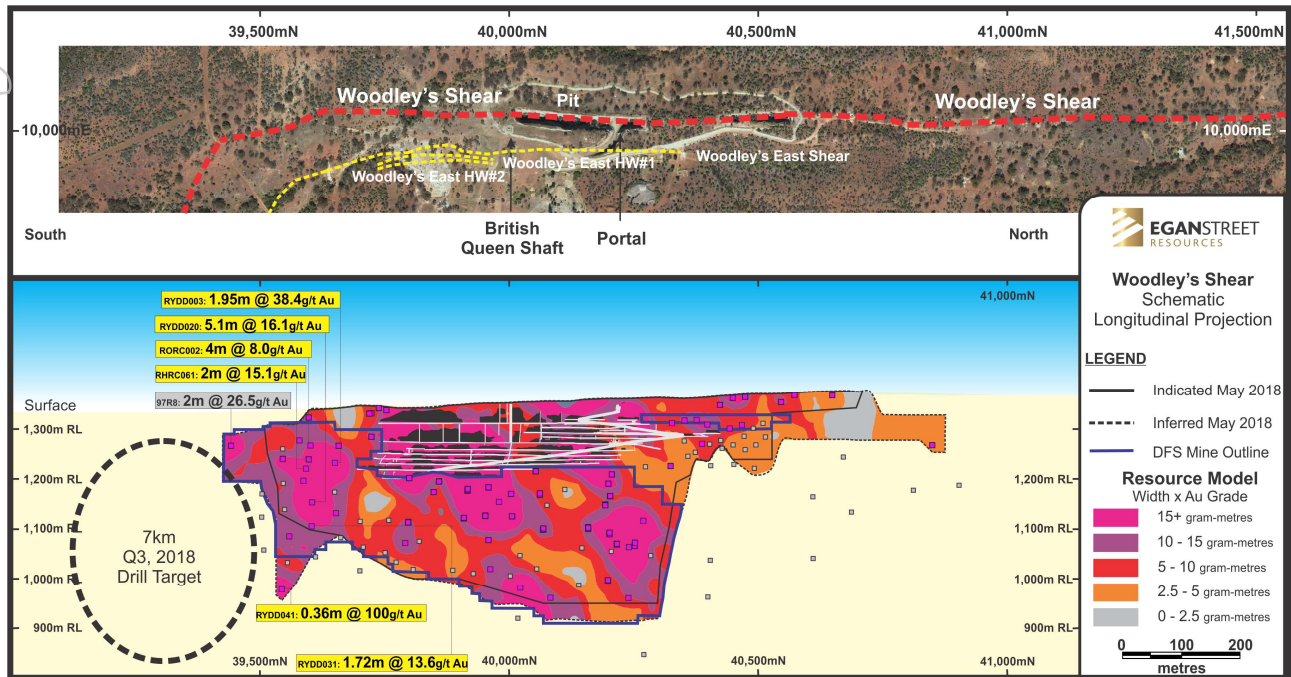 39,500mN
40,000mN
40,500mN
41,000mN
41,500mN
Woodley's Shear
Pit
Woodley's Shear
10,000mE
10,000mE
Woodley's East HW#1
Woodley's East Shear
Woodley's East HW#2
South
British
Queen Shaft
Portal
North
EGANSTREET
RESOURCES
Woodley's Shear
Schematic
Longitudinal Projection
LEGEND
Indicated May 2018
Inferred May 2018
DFS Mine Outline
Resource Model
Width x Au Grade
15+ gram-metres
10 - 15 gram-metres
5 - 10 gram-metres
2.5 - 5 gram-metres
0 - 2.5 gram-metres
0 100 200
metres
41,000mN
RYDD003: 1.95m @ 38.4g/t Au
RYDD020: 5.1m @ 16.1g/t Au
RORC002: 4m @ 8.0g/t Au
RHRC061: 2m @ 15.1g/t Au
97R8: 2m @ 26.5g/t Au
Surface
1,300m RL
1,300m RL
1,200m RL
1,200m RL
1,100m RL
1,100m RL
1,000m RL
1,000m RL
900m RL
900m RL
7km
Q3, 2018
Drill Target
RYDD041: 0.36m @ 100g/t Au
RYDD031: 1.72m @ 13.6g/t Au
39,500mN
40,000mN
40,500mN
41,000mN